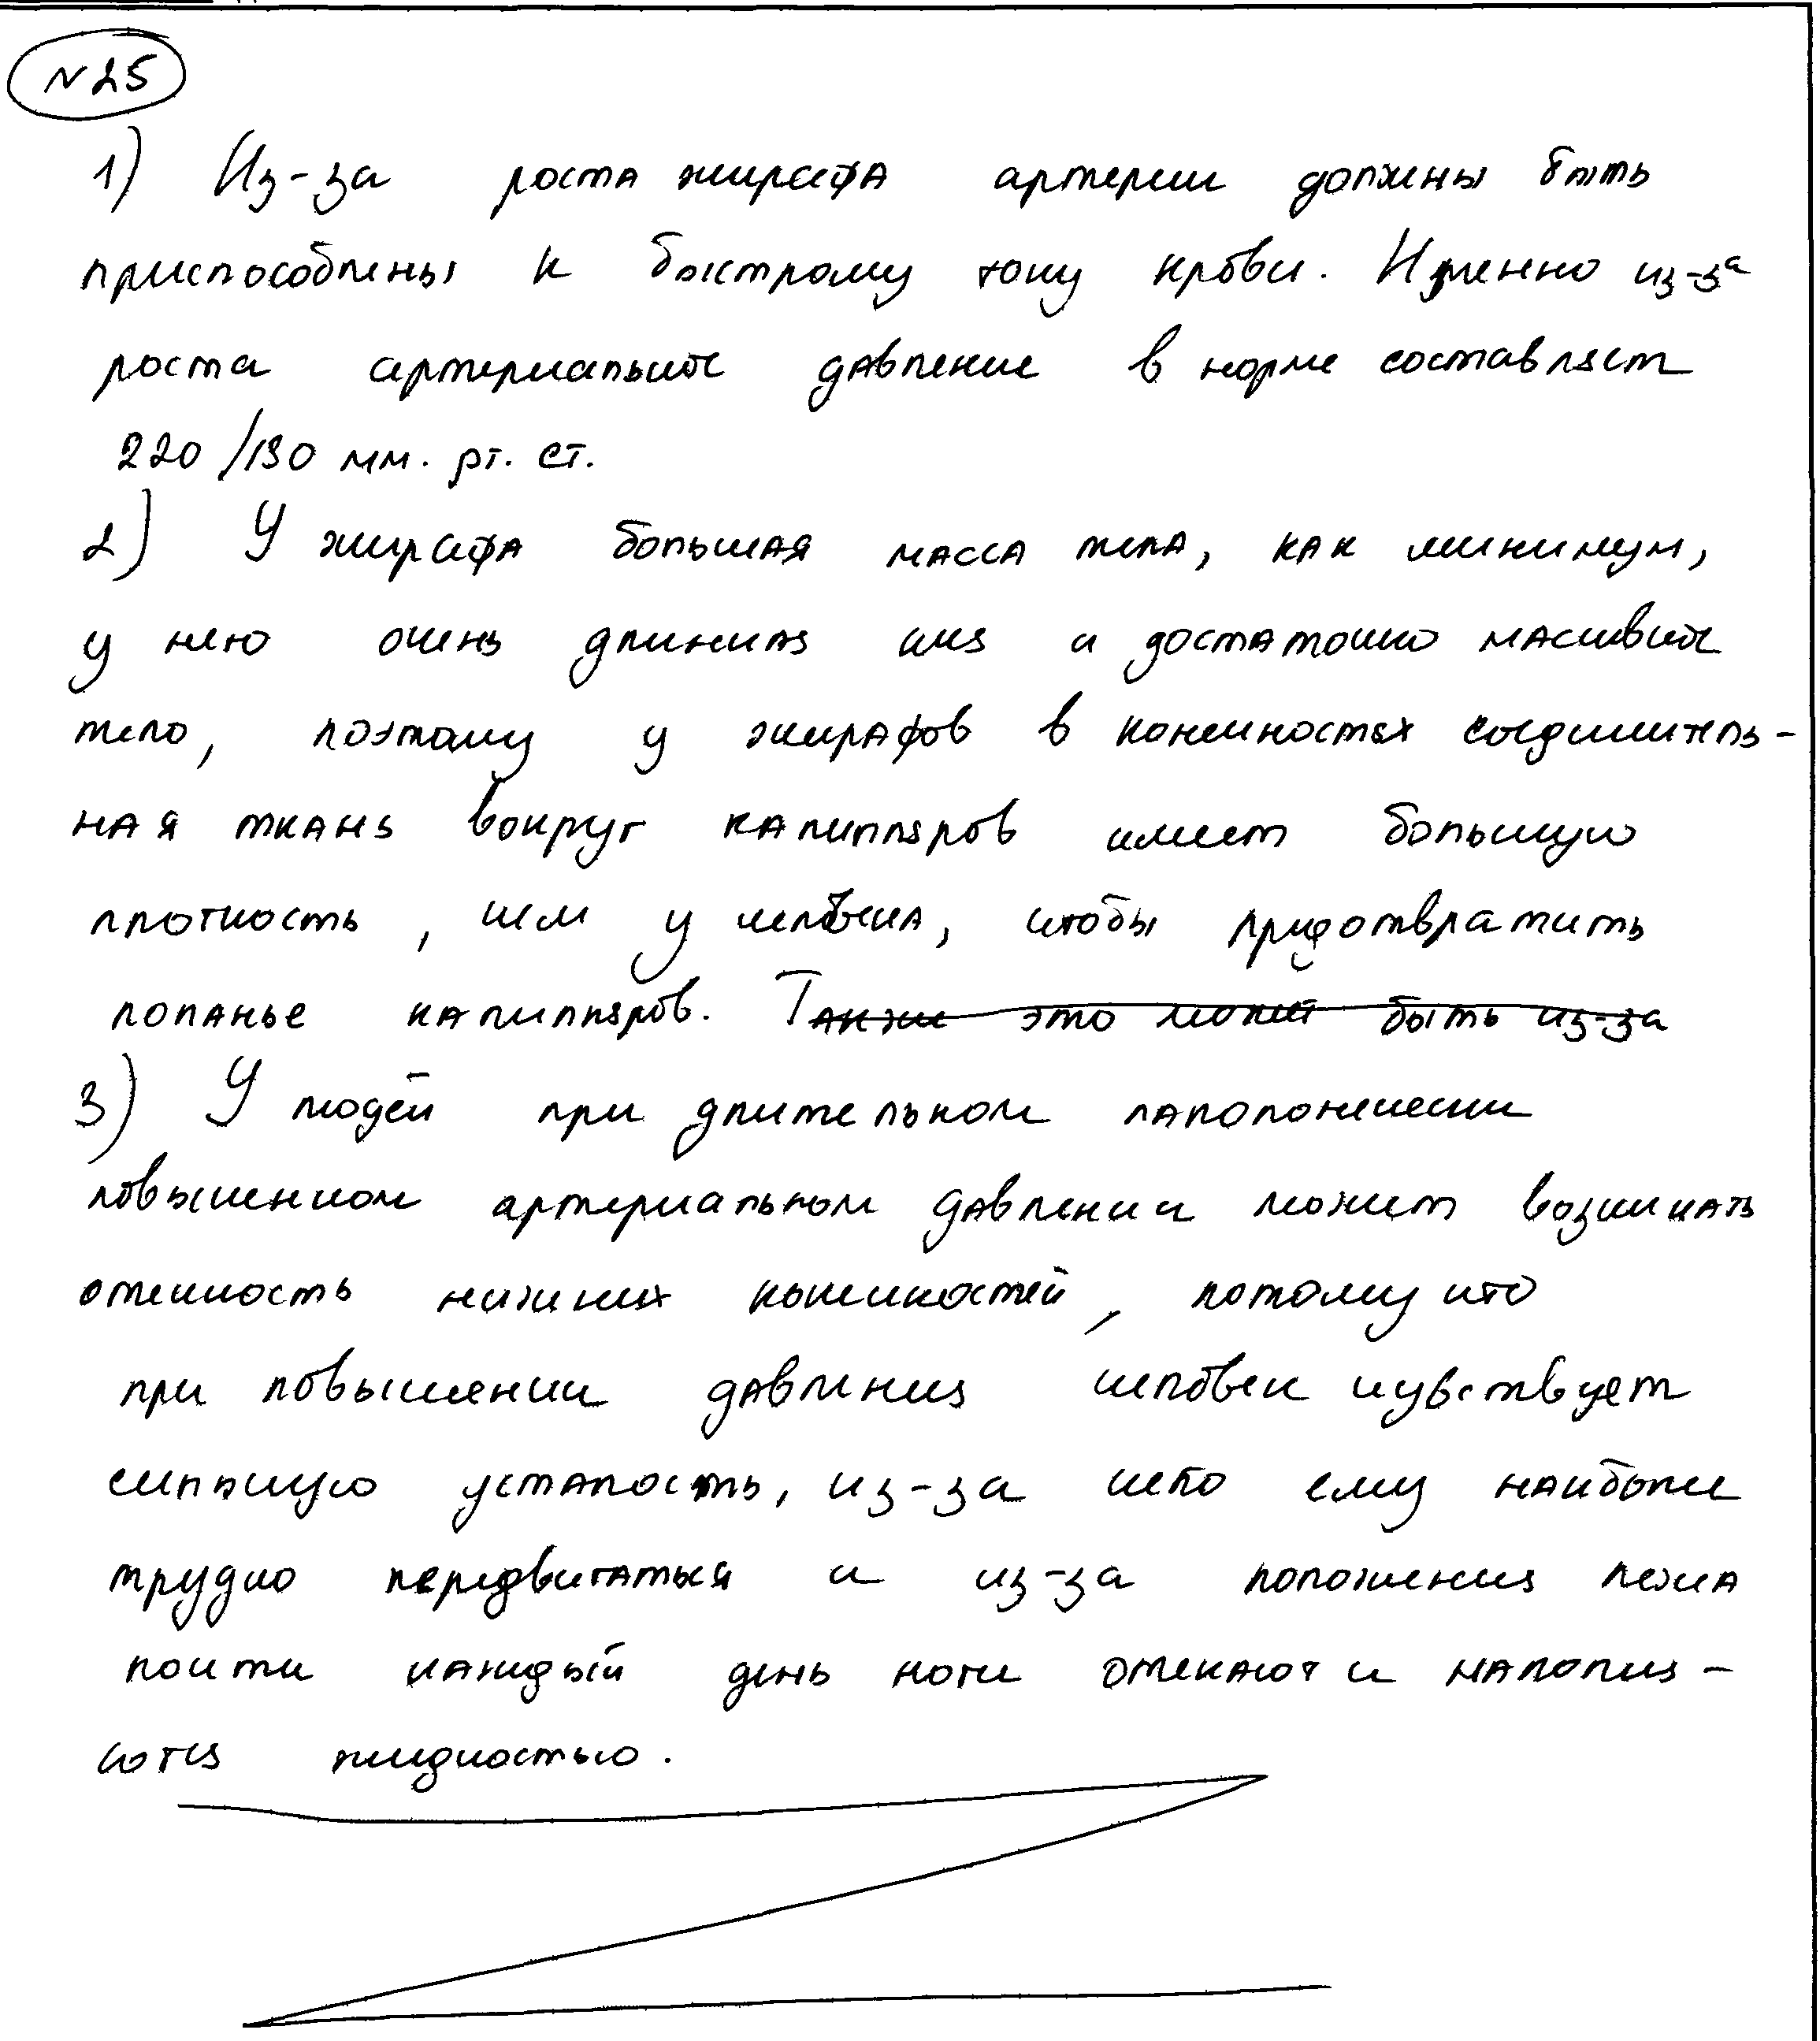 №25
1) Из-за роста жирафа артерии должны быть
приспособлены к быстрому току крови. Именно из-за
роста артериальное давление в норме составляет
220/130 мм. рт. ст.
2) У жирафа большая масса тела, как минимум,
у него очень длинная шея и достаточно масивное
тело, поэтому у жирафов в конечностях соединитель-
ная ткань вокруг капилляров имеет большую
плотность, чем у человека, чтобы предотвратить
лопанье капилляров. Также это может быть из-за
3) У людей при длительном
повышенном артериальном давлении может возникать
отечность нижних конечностей, потому что
при повышении давления человек чувствует
сильную усталость, из-за чего ему наиболее
трудно передвигаться и из-за положения лежа
почти каждый день ноги отекают и наполня-
ются жидкостью.